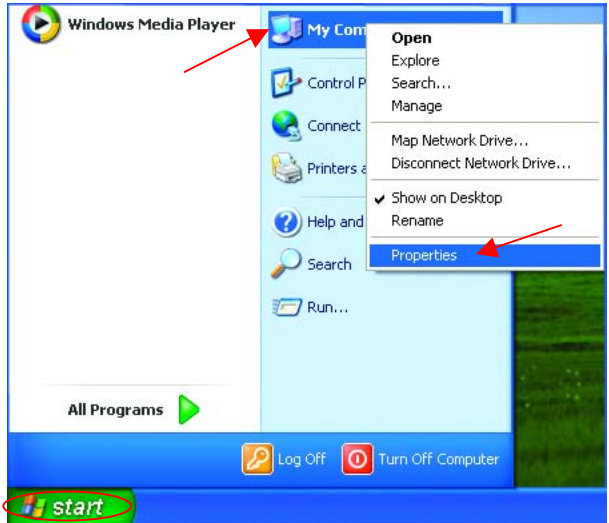 Windows Media Player
My Com
Open
Explore
Search...
Manage
Map Network Drive...
Disconnect Network Drive...
Show on Desktop
Rename
Properties
Control P
Connect
Printers a
Help and
Search
Run...
All Programs
Log Off
Turn Off Computer
start